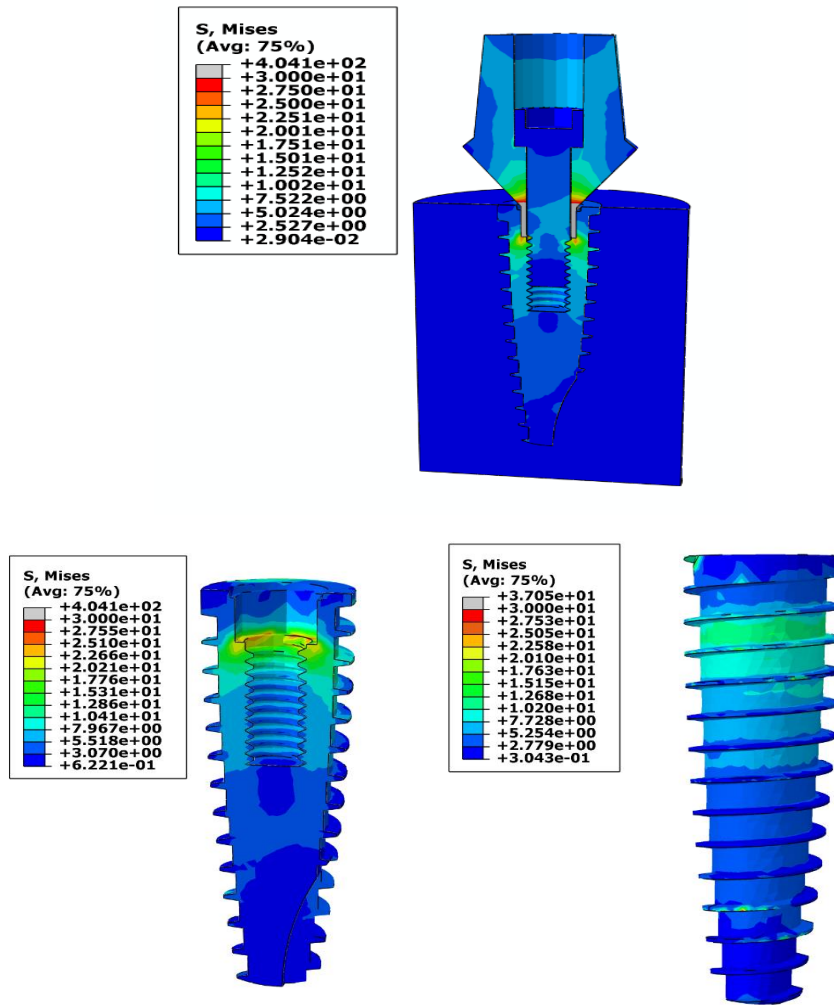 S, Mises
(Avg: 75%)
+4.041e+02
+3.000e+01
+2.750e+01
+2.500e+01
+2.251e+01
+2.001e+01
+1.751e+01
+1.501e+01
+1.252e+01
+1.002e+01
+7.522e+00
+5.024e+00
+2.527e+00
+2.904e-02
S, Mises
(Avg: 75%)
+4.041e+02
+3.000e+01
+2.755e+01
+2.510e+01
+2.266e+01
+2.021e+01
+1.776e+01
+1.531e+01
+1.286e+01
+1.041e+01
+7.967e+00
+5.518e+00
+3.070e+00
+6.221e-01
S, Mises
(Avg: 75%)
+3.705e+01
+3.000e+01
+2.753e+01
+2.505e+01
+2.258e+01
+2.010e+01
+1.763e+01
+1.515e+01
+1.268e+01
+1.020e+01
+7.728e+00
+5.254e+00
+2.779e+00
+3.043e-01